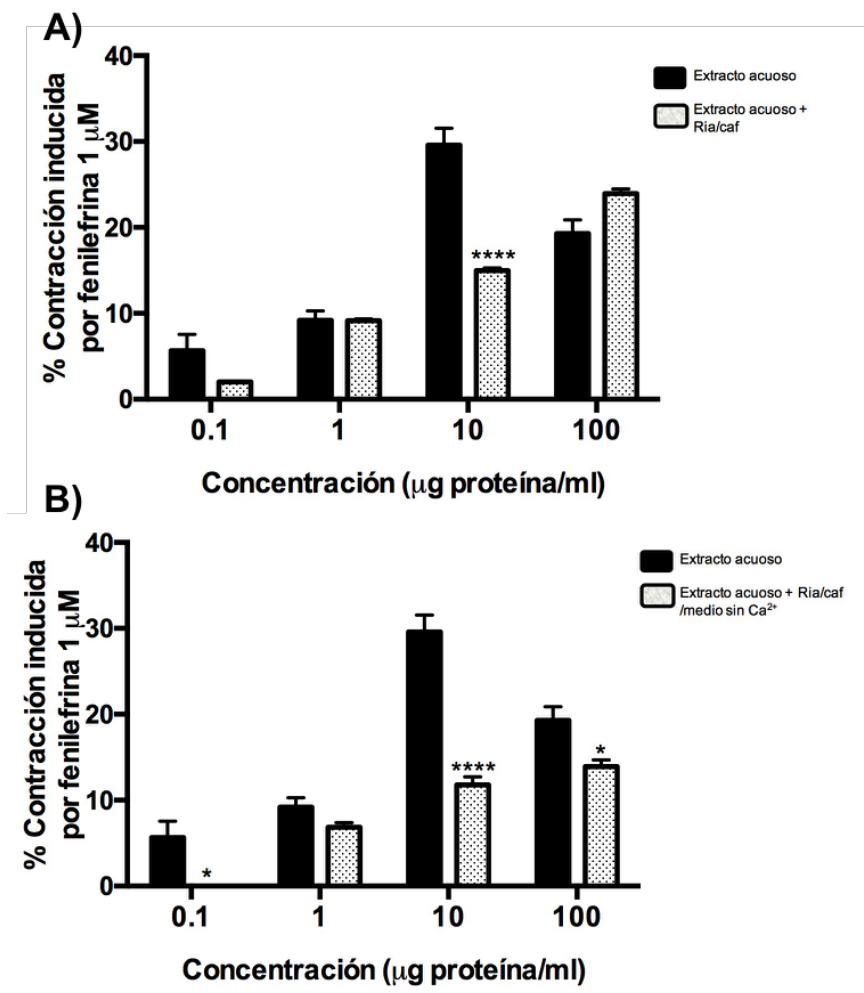 A)
% Contracción inducida
por fenilefrina 1 μM
40
30
20
10
0
****
0.1 1 10 100
Concentración (μg proteína/ml)
Extracto acuoso
Extracto acuoso +
Ria/caf
B)
% Contracción inducida
por fenilefrina 1 μM
40
30
20
10
0
*
****
*
0.1 1 10 100
Concentración (μg proteína/ml)
Extracto acuoso
Extracto acuoso + Ria/caf
/medio sin Ca²⁺